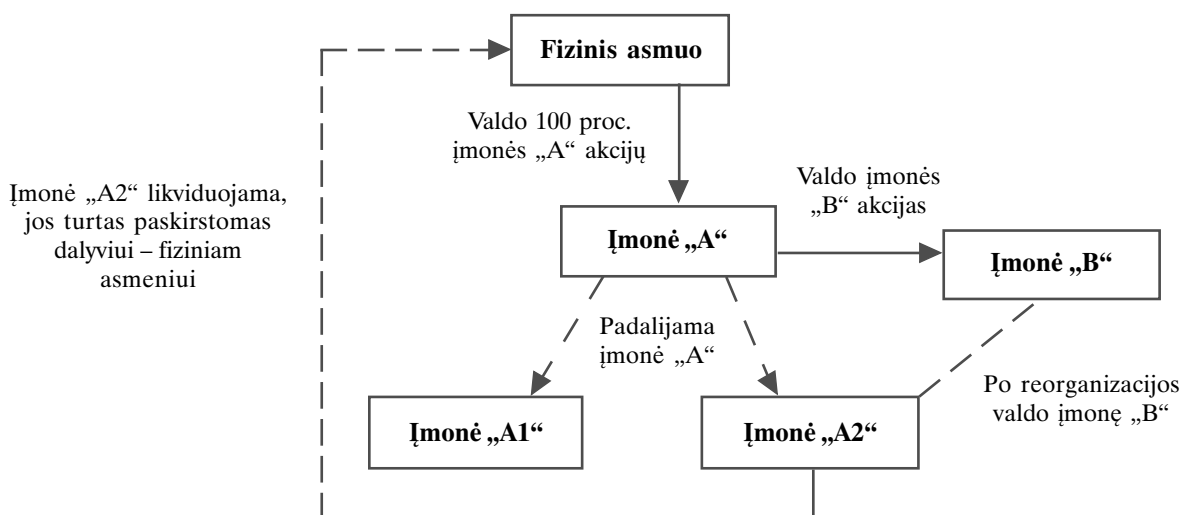 Fizinis asmuo
Valdo 100 proc.
įmonės „A“ akcijų
Įmonė „A2“ likviduojama,
jos turtas paskirstomas
dalyviui – fiziniam
asmeniui
Valdo įmonės
„B“ akcijas
Įmonė „A“
Įmonė „B“
Padalijama
įmonė „A“
Po reorganizacijos
valdo įmonę „B“
Įmonė „A1“
Įmonė „A2“